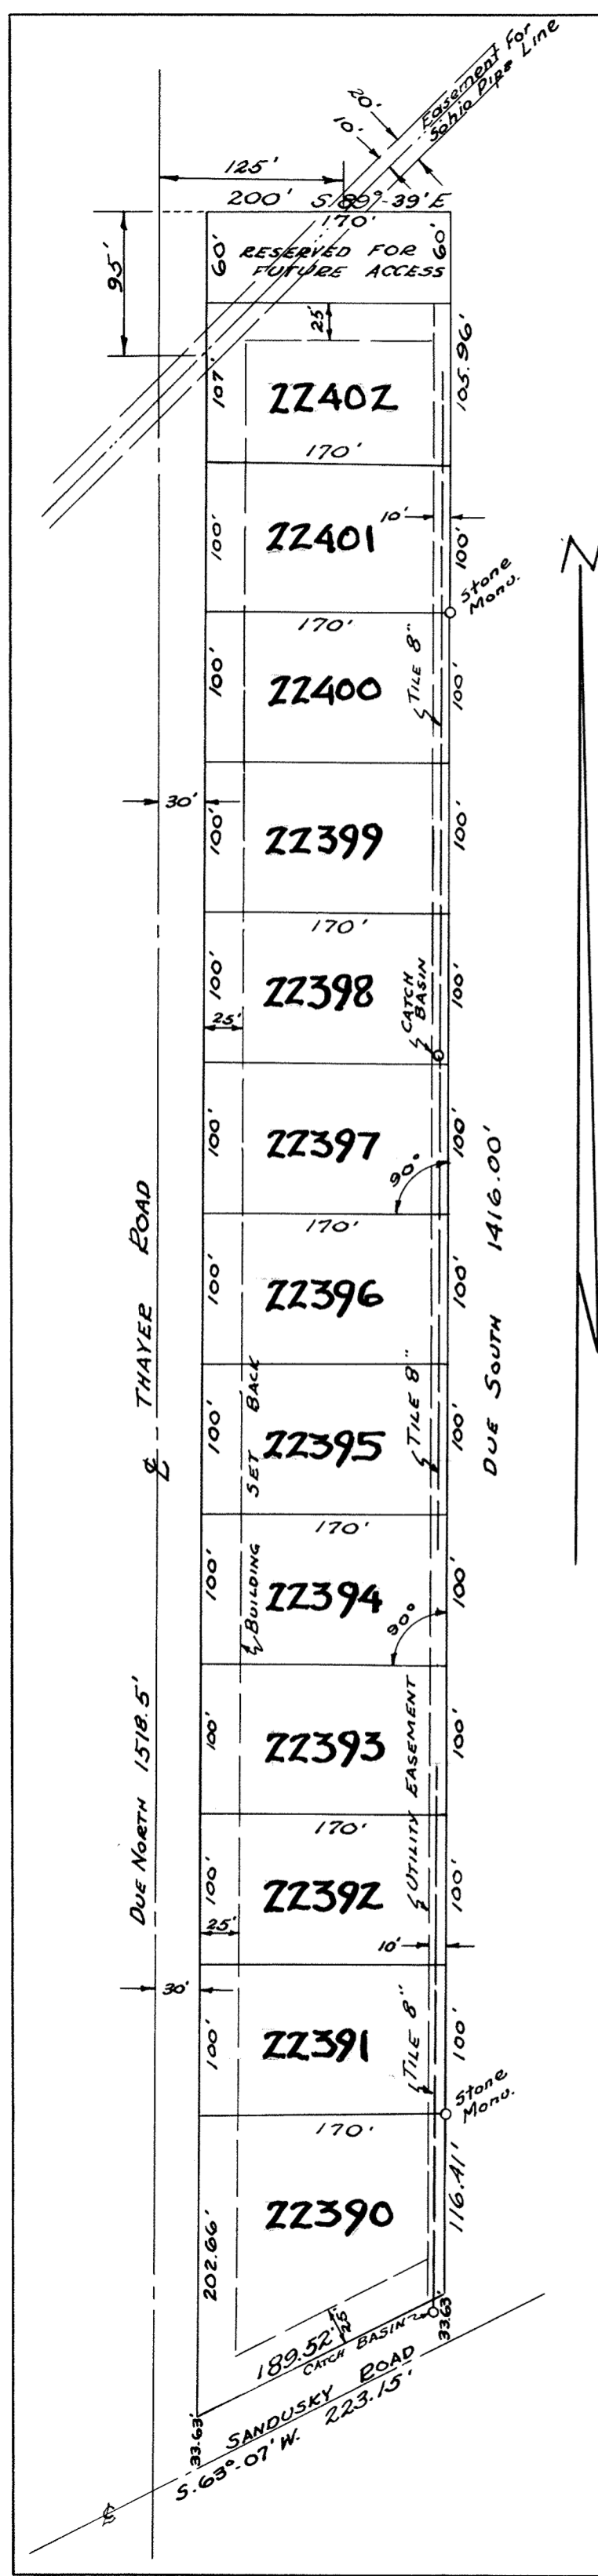 Easement For
Sohio Pipe Line
20'
10'
125'
200' S.89°-39'E
170'
95'
60' RESERVED FOR 60'
FUTURE ACCESS
25'
107' 22402 105.96'
170'
100' 22401 10' 100'
Stone
Monu.
170'
N
100' 22400 TILE 8" 100'
30'
100' 22399 100'
170'
100' 22398 CATCH
BASIN 100'
25'
100' 22397 100'
90°
170'
100' 22396 100'
DUE SOUTH 1416.00'
℄ THAYER ROAD
100' 22395 TILE 8" 100'
BUILDING SET BACK
170'
100' 22394 100'
90°
DUE NORTH 1518.5'
100' 22393 100'
UTILITY EASEMENT
170'
100' 22392 100'
25'
10'
30'
100' 22391 TILE 8" 100'
Stone
Monu.
170'
202.66' 22390 116.41'
25'
189.52'
CATCH BASIN
33.63'
33.63'
SANDUSKY ROAD
S.63°-07'W. 223.15'
℄